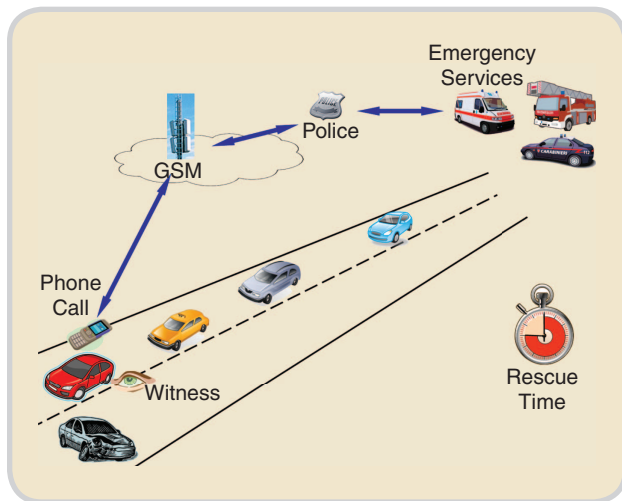 Emergency
Services
Police
GSM
Phone
Call
Witness
Rescue
Time